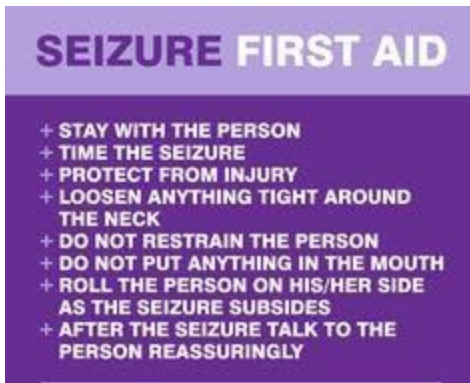 SEIZURE FIRST AID
+ STAY WITH THE PERSON
+ TIME THE SEIZURE
+ PROTECT FROM INJURY
+ LOOSEN ANYTHING TIGHT AROUND
THE NECK
+ DO NOT RESTRAIN THE PERSON
+ DO NOT PUT ANYTHING IN THE MOUTH
+ ROLL THE PERSON ON HIS/HER SIDE
AS THE SEIZURE SUBSIDES
+ AFTER THE SEIZURE TALK TO THE
PERSON REASSURINGLY